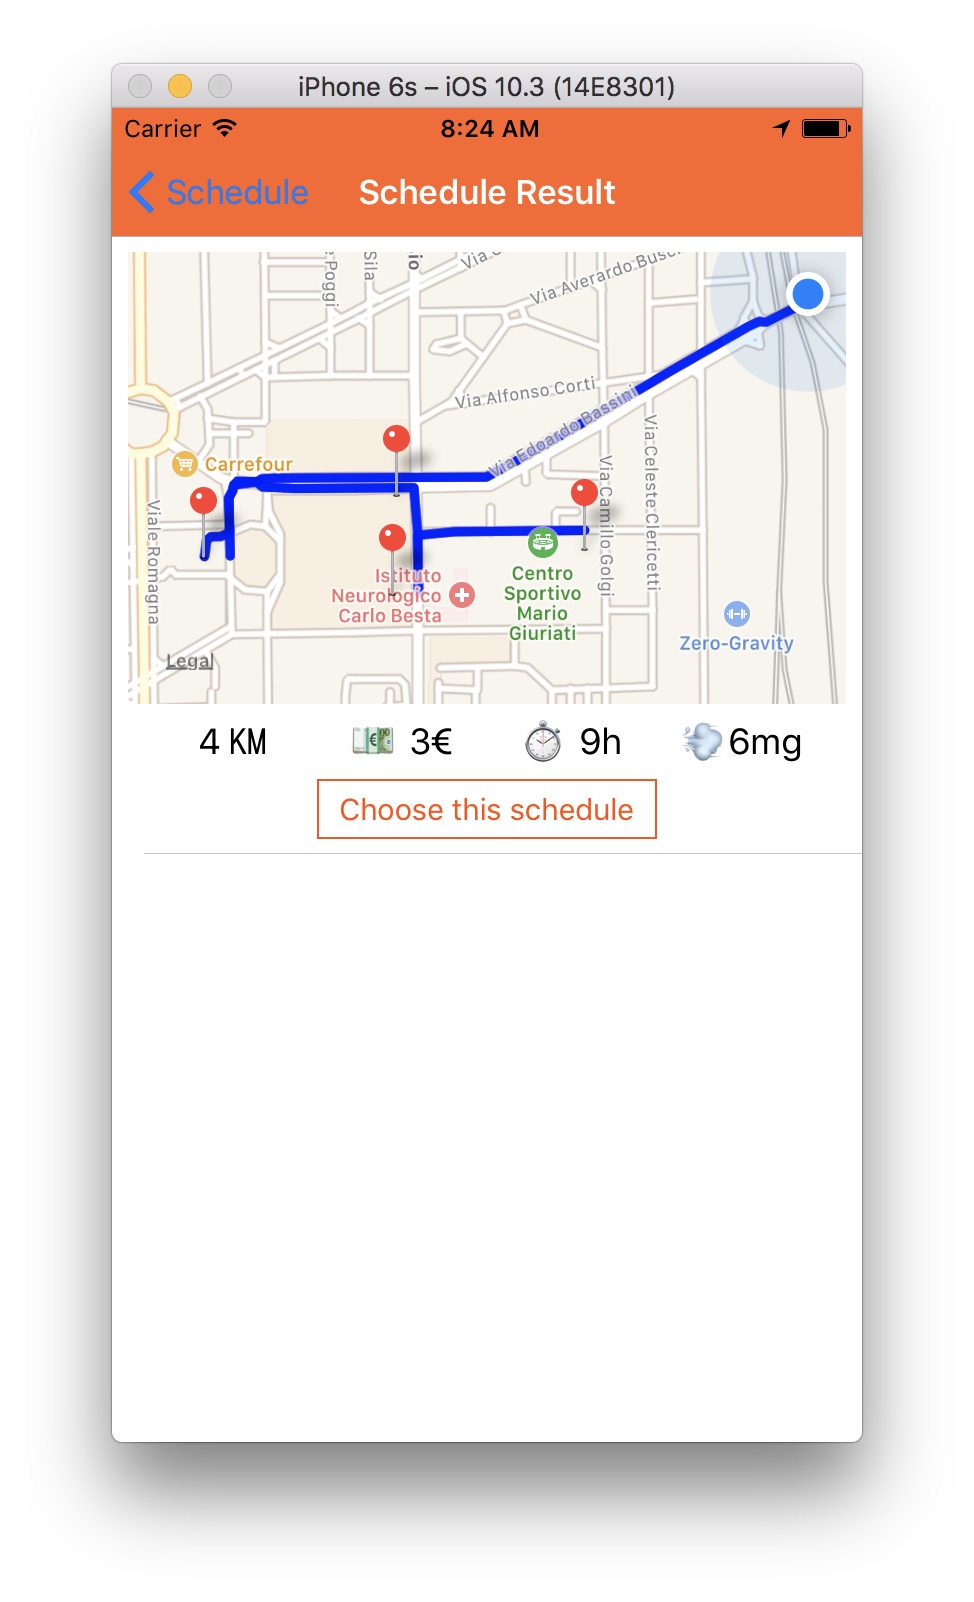 iPhone 6s – iOS 10.3 (14E8301)
Carrier
8:24 AM
Schedule
Schedule Result
Poggi
Sila
io
Via C
Via Averardo Busc
Via Alfonso Corti
Via Edoardo Bassini
Via Celeste Clericetti
Via Camillo Golgi
Carrefour
Viale Romagna
Istituto
Neurologico
Carlo Besta
Centro
Sportivo
Mario
Giuriati
Zero-Gravity
Legal
4 KM
3€
9h
6mg
Choose this schedule